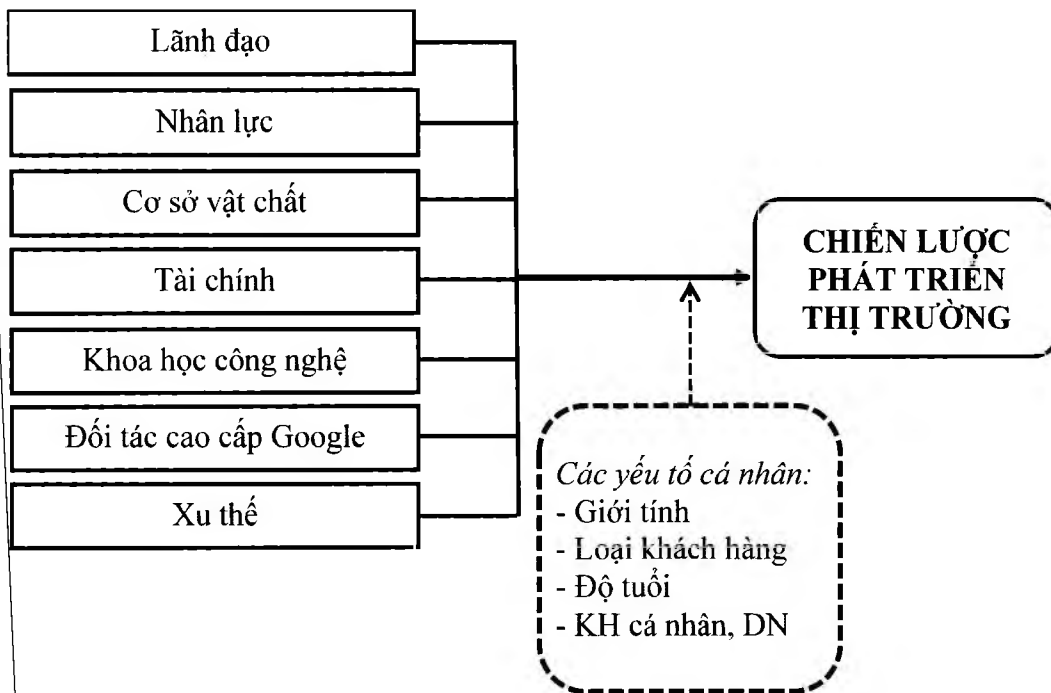 Lãnh đạo
Nhân lực
Cơ sở vật chất
Tài chính
Khoa học công nghệ
Đối tác cao cấp Google
Xu thế
CHIẾN LƯỢC
PHÁT TRIỂN
THỊ TRƯỜNG
Các yếu tố cá nhân:
- Giới tính
- Loại khách hàng
- Độ tuổi
- KH cá nhân, DN